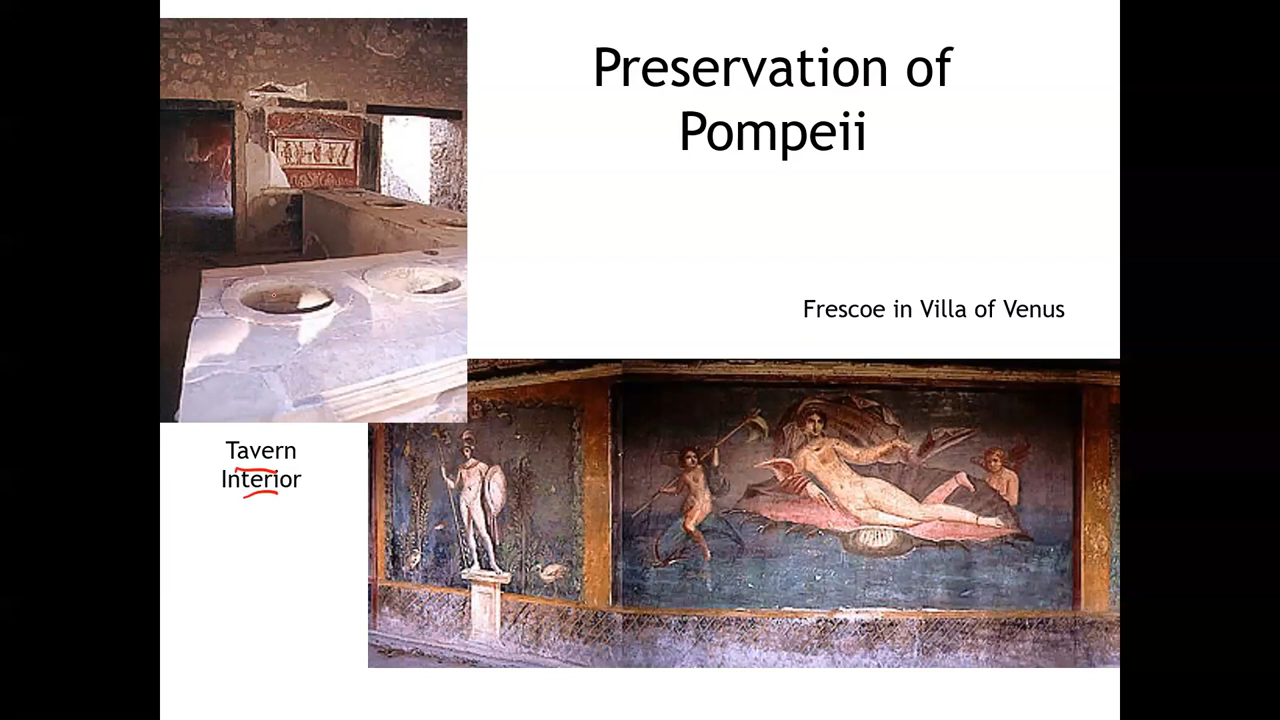 Preservation of
Pompeii
Frescoe in Villa of Venus
Tavern
Interior